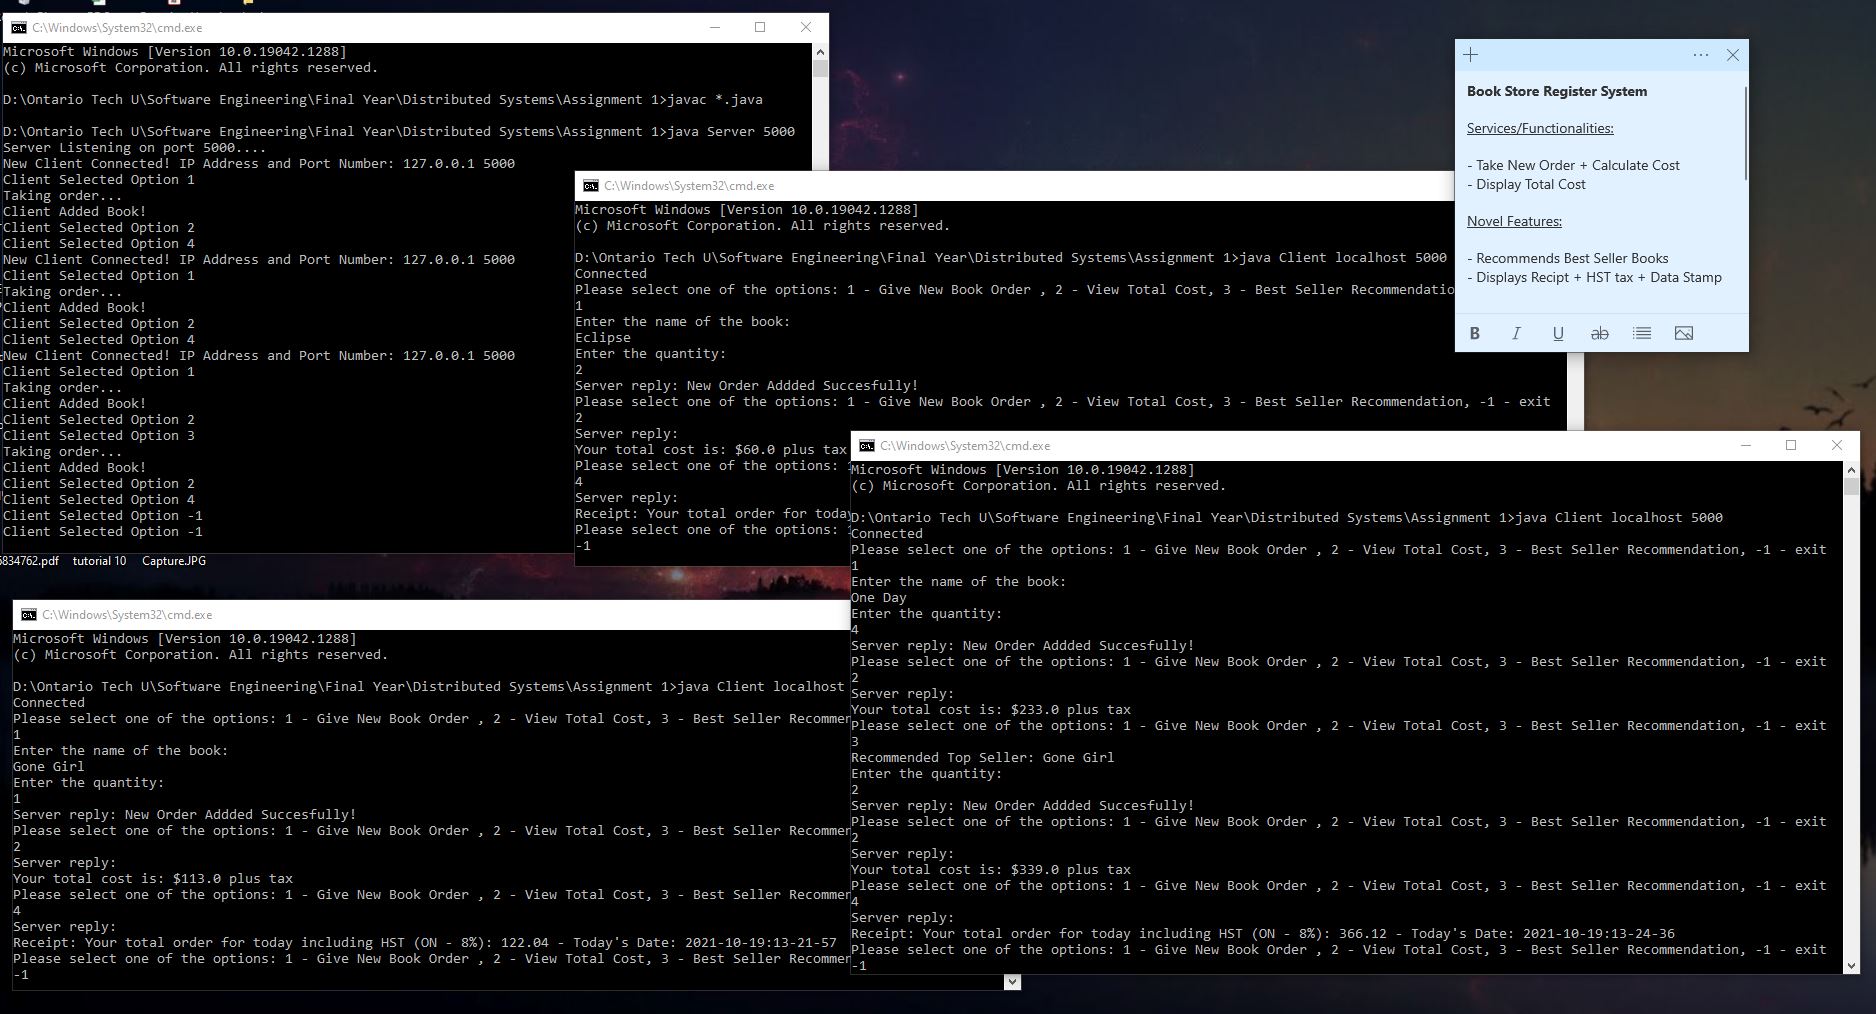 C:\Windows\System32\cmd.exe
Microsoft Windows [Version 10.0.19042.1288]
(c) Microsoft Corporation. All rights reserved.
D:\Ontario Tech U\Software Engineering\Final Year\Distributed Systems\Assignment 1>javac *.java
D:\Ontario Tech U\Software Engineering\Final Year\Distributed Systems\Assignment 1>java Server 5000
Server Listening on port 5000....
New Client Connected! IP Address and Port Number: 127.0.0.1 5000
Client Selected Option 1
Taking order...
Client Added Book!
Client Selected Option 2
Client Selected Option 4
New Client Connected! IP Address and Port Number: 127.0.0.1 5000
Client Selected Option 1
Taking order...
Client Added Book!
Client Selected Option 2
Client Selected Option 4
New Client Connected! IP Address and Port Number: 127.0.0.1 5000
Client Selected Option 1
Taking order...
Client Added Book!
Client Selected Option 2
Client Selected Option 3
Taking order...
Client Added Book!
Client Selected Option 2
Client Selected Option 4
Client Selected Option -1
Client Selected Option -1
C:\Windows\System32\cmd.exe
Microsoft Windows [Version 10.0.19042.1288]
(c) Microsoft Corporation. All rights reserved.
D:\Ontario Tech U\Software Engineering\Final Year\Distributed Systems\Assignment 1>java Client localhost 5000
Connected
Please select one of the options: 1 - Give New Book Order , 2 - View Total Cost, 3 - Best Seller Recommendatio
1
Enter the name of the book:
Eclipse
Enter the quantity:
2
Server reply: New Order Addded Succesfully!
Please select one of the options: 1 - Give New Book Order , 2 - View Total Cost, 3 - Best Seller Recommendation, -1 - exit
2
Server reply:
Your total cost is: $60.0 plus tax
Please select one of the options:
4
Server reply:
Receipt: Your total order for today
Please select one of the options:
-1
Book Store Register System
Services/Functionalities:
- Take New Order + Calculate Cost
- Display Total Cost
Novel Features:
- Recommends Best Seller Books
- Displays Recipt + HST tax + Data Stamp
B I U ab
5834762.pdf tutorial 10 Capture.JPG
C:\Windows\System32\cmd.exe
Microsoft Windows [Version 10.0.19042.1288]
(c) Microsoft Corporation. All rights reserved.
D:\Ontario Tech U\Software Engineering\Final Year\Distributed Systems\Assignment 1>java Client localhost
Connected
Please select one of the options: 1 - Give New Book Order , 2 - View Total Cost, 3 - Best Seller Recommen
1
Enter the name of the book:
Gone Girl
Enter the quantity:
1
Server reply: New Order Addded Succesfully!
Please select one of the options: 1 - Give New Book Order , 2 - View Total Cost, 3 - Best Seller Recommen
2
Server reply:
Your total cost is: $113.0 plus tax
Please select one of the options: 1 - Give New Book Order , 2 - View Total Cost, 3 - Best Seller Recommen
4
Server reply:
Receipt: Your total order for today including HST (ON - 8%): 122.04 - Today's Date: 2021-10-19:13-21-57
Please select one of the options: 1 - Give New Book Order , 2 - View Total Cost, 3 - Best Seller Recommen
-1
C:\Windows\System32\cmd.exe
Microsoft Windows [Version 10.0.19042.1288]
(c) Microsoft Corporation. All rights reserved.
D:\Ontario Tech U\Software Engineering\Final Year\Distributed Systems\Assignment 1>java Client localhost 5000
Connected
Please select one of the options: 1 - Give New Book Order , 2 - View Total Cost, 3 - Best Seller Recommendation, -1 - exit
1
Enter the name of the book:
One Day
Enter the quantity:
4
Server reply: New Order Addded Succesfully!
Please select one of the options: 1 - Give New Book Order , 2 - View Total Cost, 3 - Best Seller Recommendation, -1 - exit
2
Server reply:
Your total cost is: $233.0 plus tax
Please select one of the options: 1 - Give New Book Order , 2 - View Total Cost, 3 - Best Seller Recommendation, -1 - exit
3
Recommended Top Seller: Gone Girl
Enter the quantity:
2
Server reply: New Order Addded Succesfully!
Please select one of the options: 1 - Give New Book Order , 2 - View Total Cost, 3 - Best Seller Recommendation, -1 - exit
2
Server reply:
Your total cost is: $339.0 plus tax
Please select one of the options: 1 - Give New Book Order , 2 - View Total Cost, 3 - Best Seller Recommendation, -1 - exit
4
Server reply:
Receipt: Your total order for today including HST (ON - 8%): 366.12 - Today's Date: 2021-10-19:13-24-36
Please select one of the options: 1 - Give New Book Order , 2 - View Total Cost, 3 - Best Seller Recommendation, -1 - exit
-1